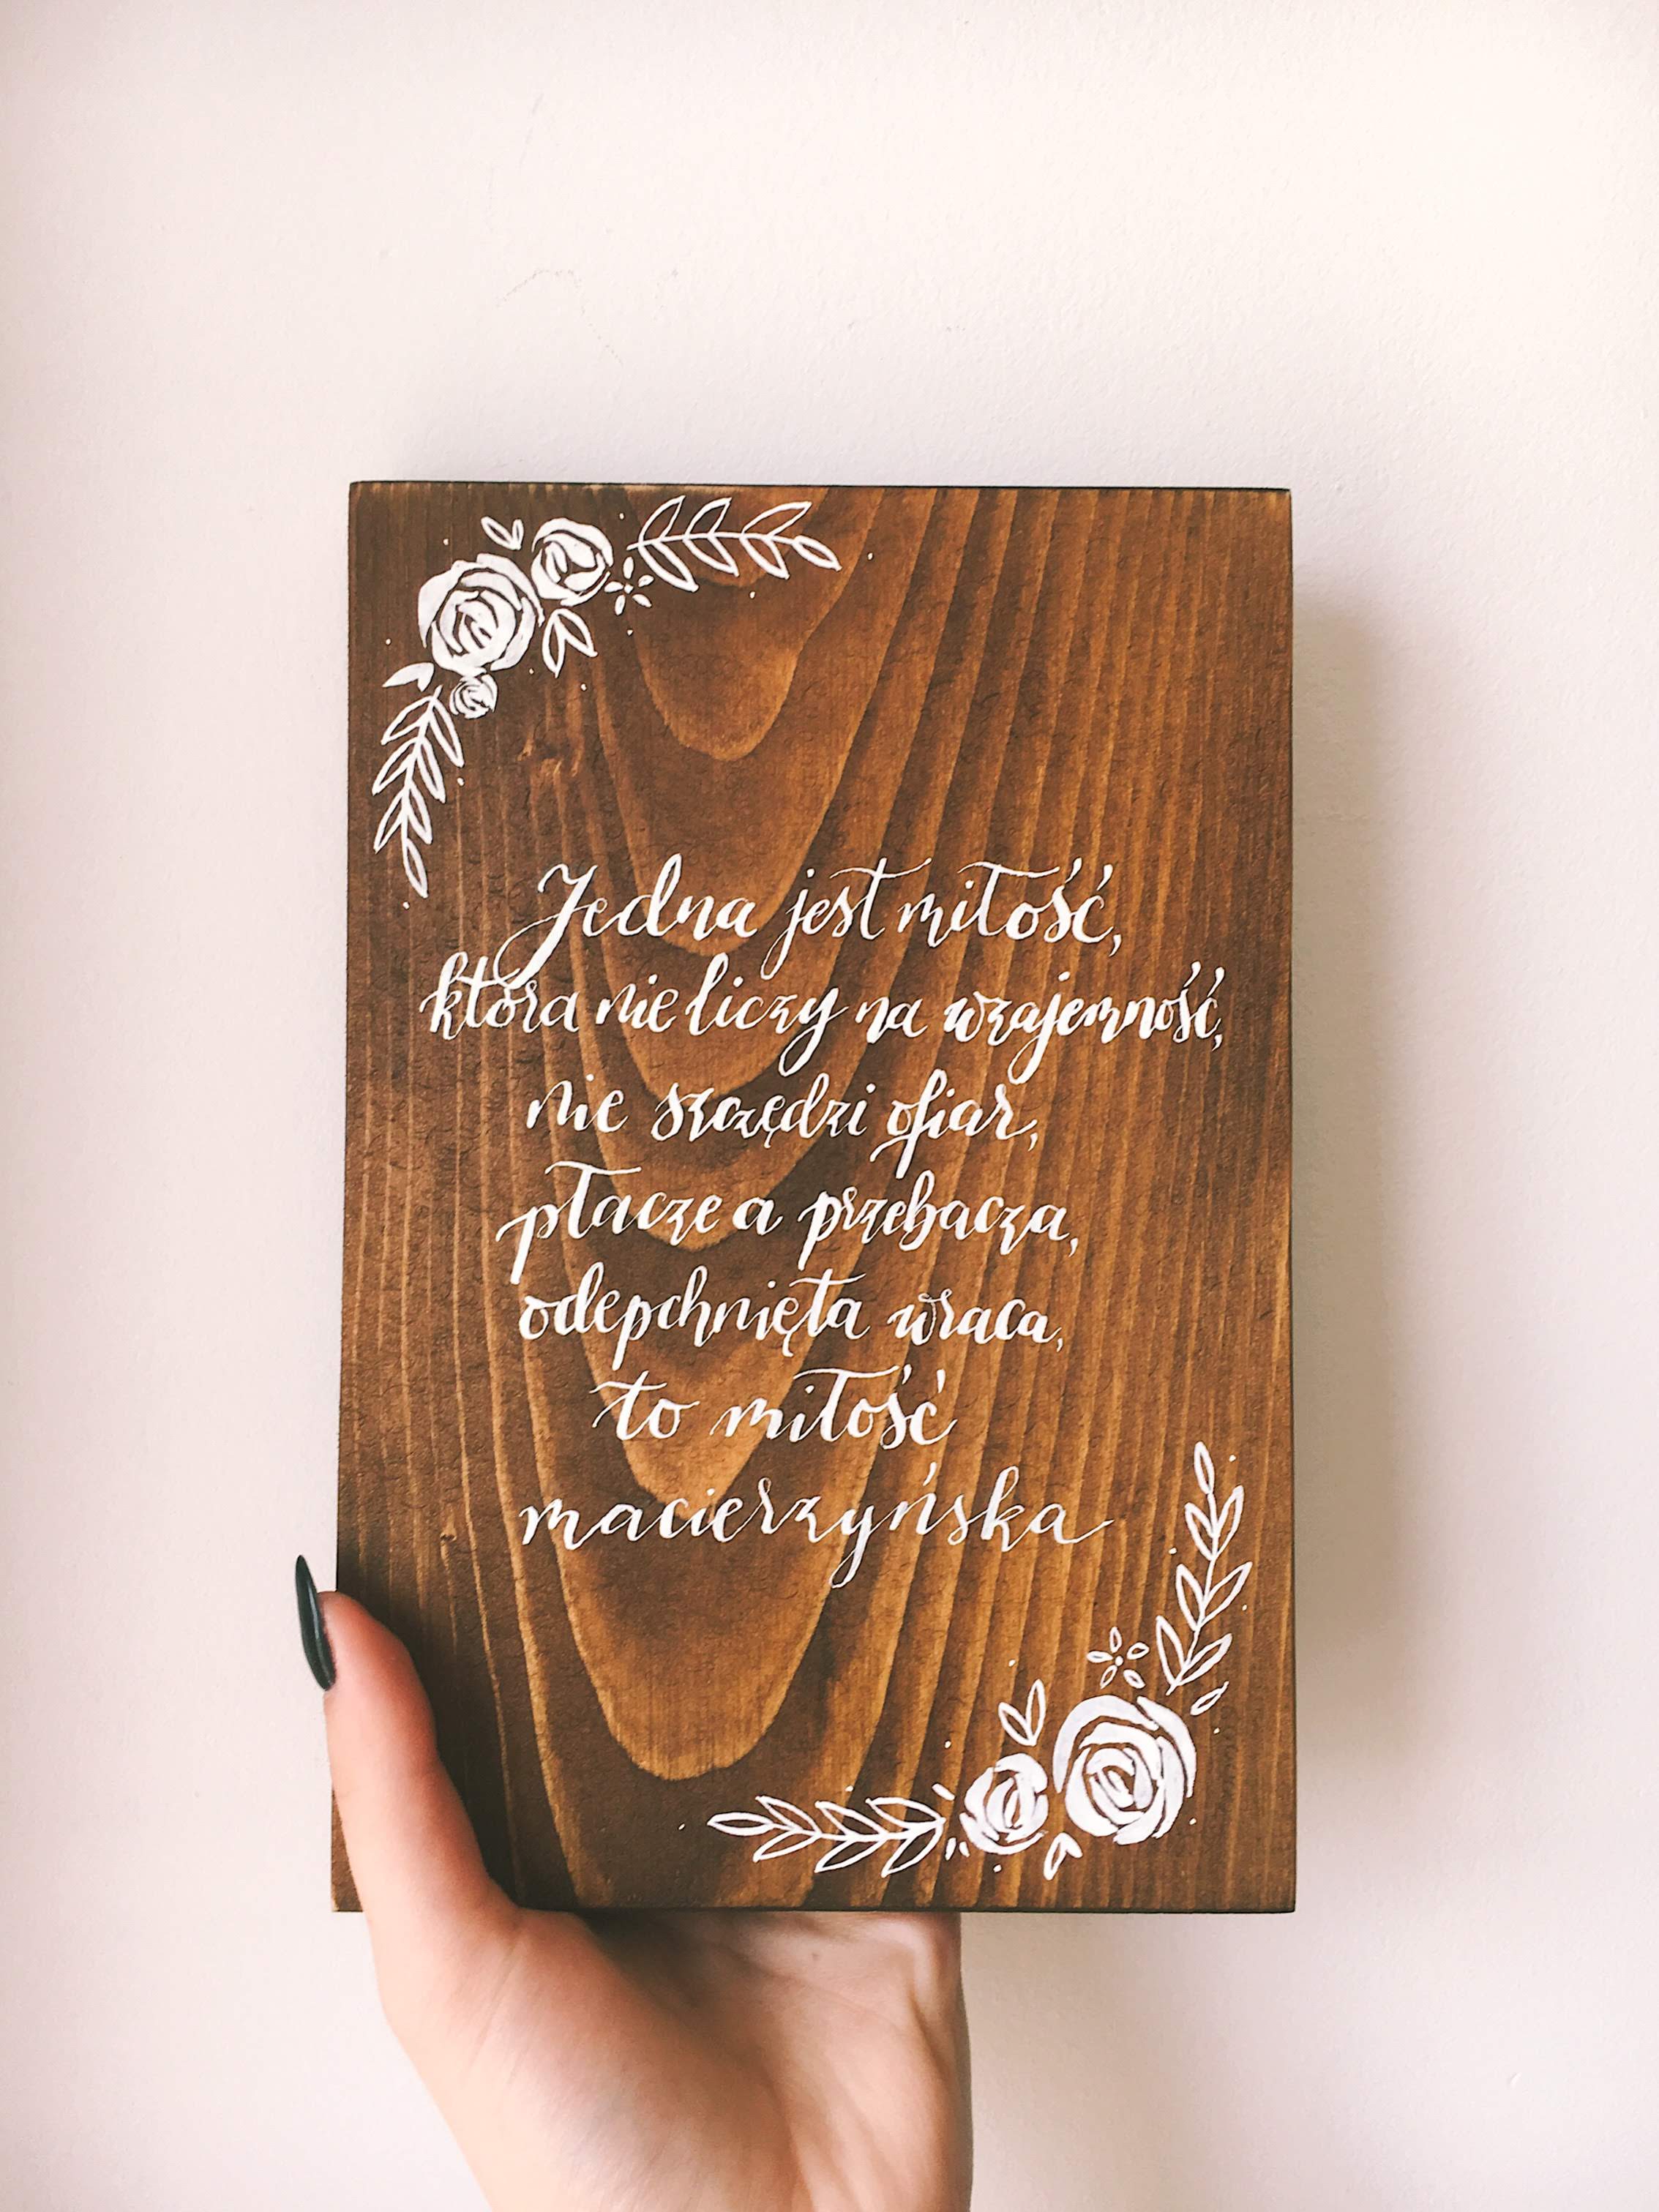 Jedna jest miłość,
która nie liczy na wzajemność,
nie szczędzi ofiar,
płacze a przebacza,
odepchnięta wraca,
to miłość
macierzyńska